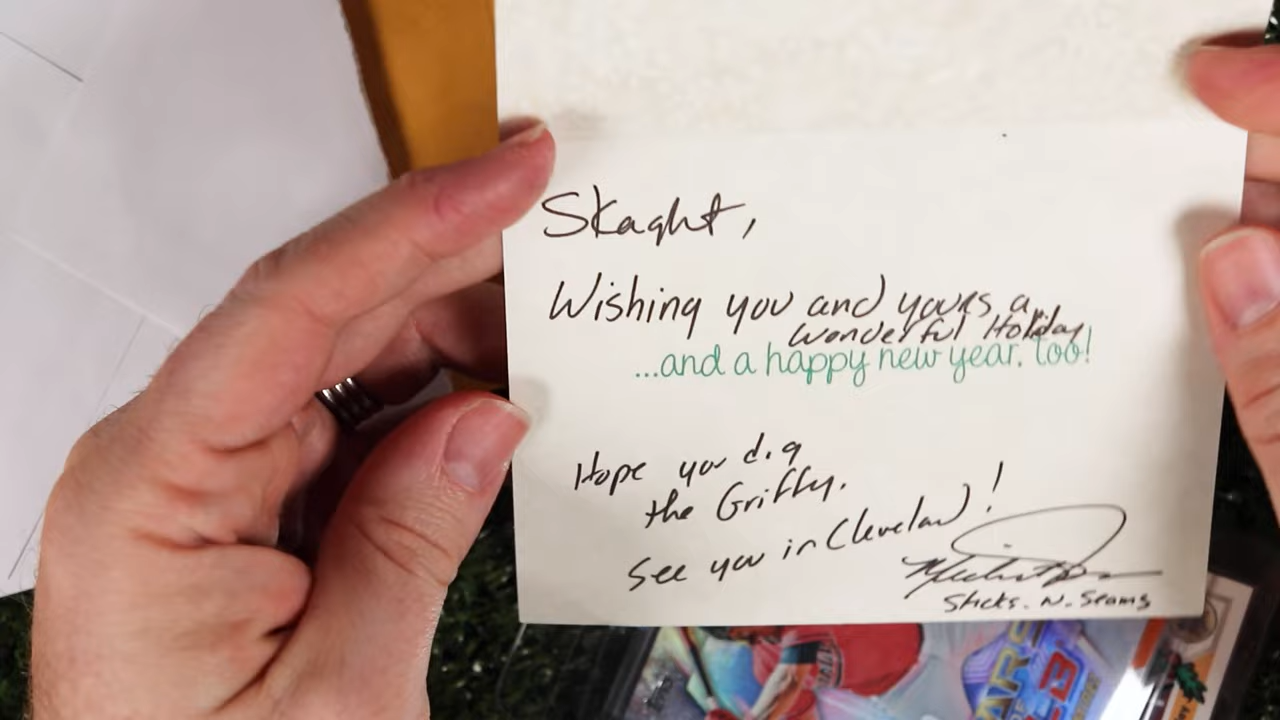 Skaght,
Wishing you and yours a
wonderful Holiday
...and a happy new year, too!
Hope you dig
the Griffy.
See you in Cleveland!
Sticks. N. Seams